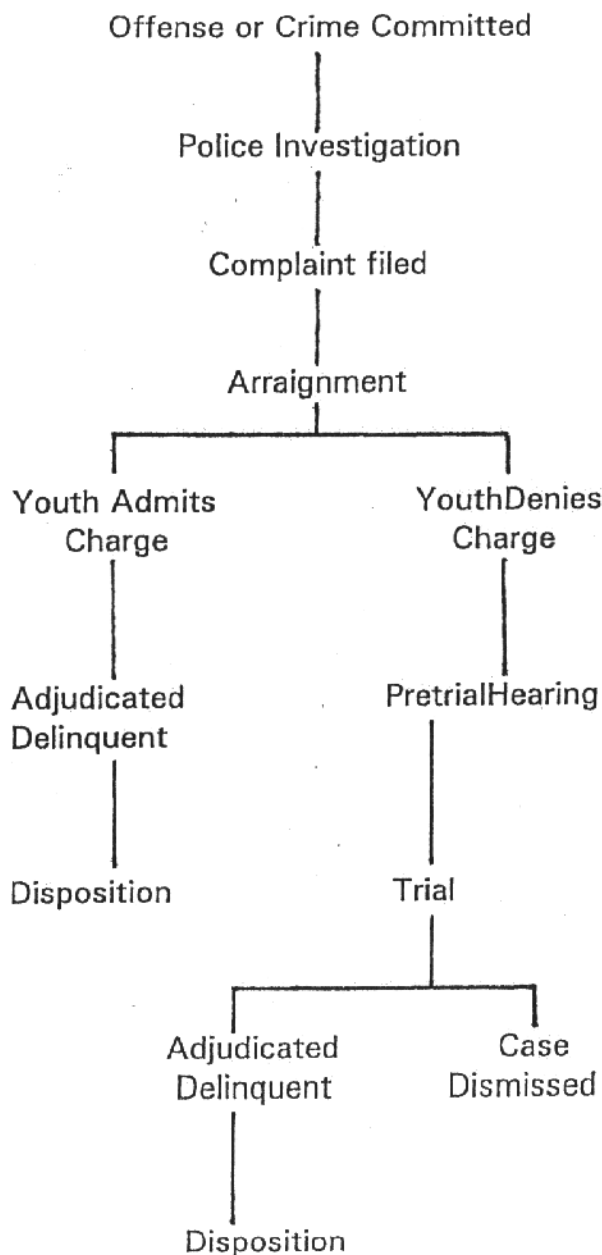 Offense or Crime Committed
Police Investigation
Complaint filed
Arraignment
Youth Admits
Charge
YouthDenies
Charge
Adjudicated
Delinquent
PretrialHearing
Disposition
Trial
Adjudicated
Delinquent
Case
Dismissed
Disposition